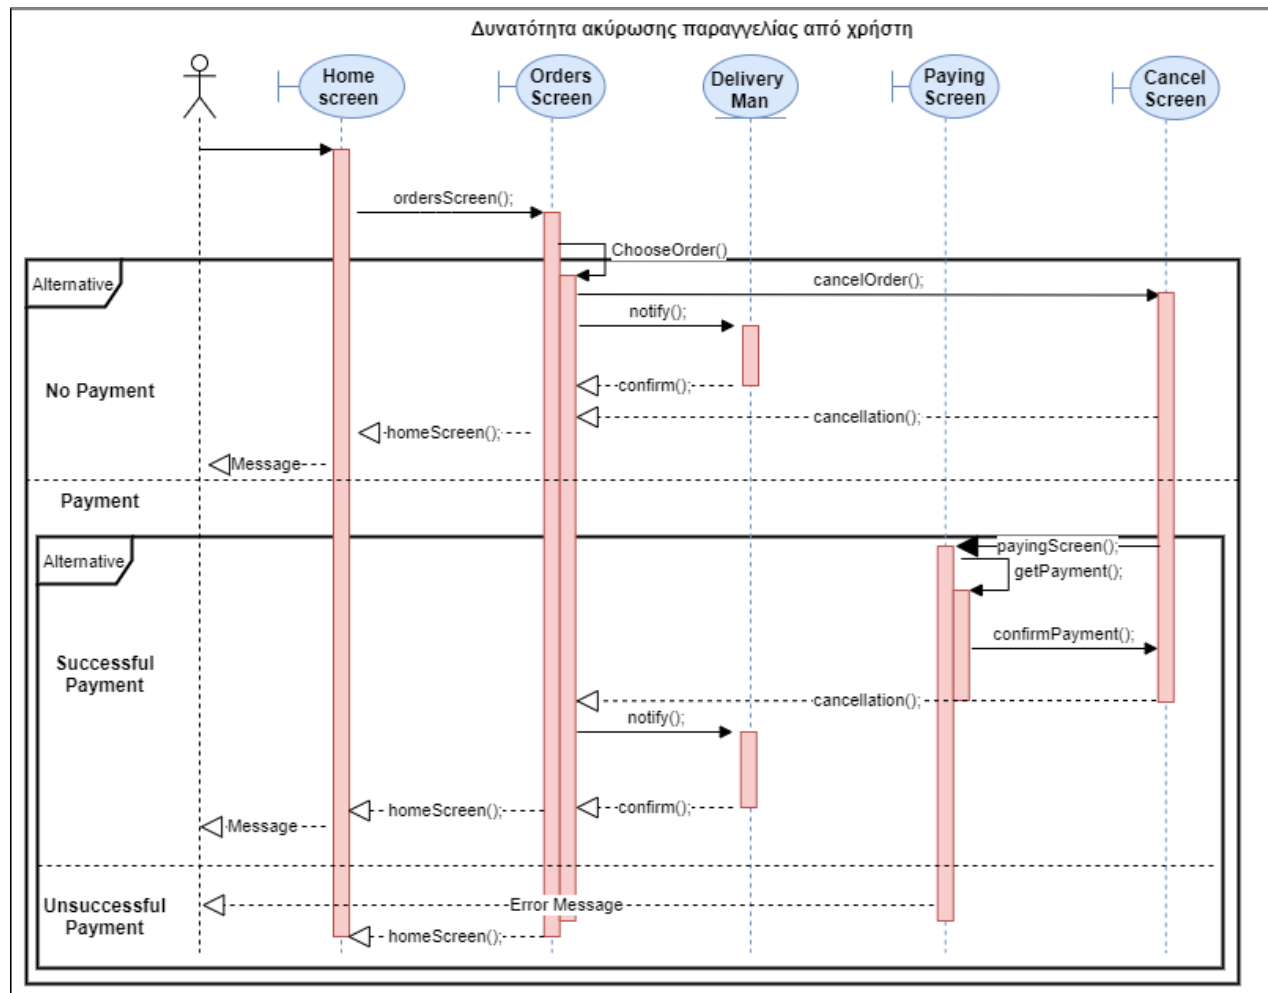 Δυνατότητα ακύρωσης παραγγελίας από χρήστη
Home
screen
Orders
Screen
Delivery
Man
Paying
Screen
Cancel
Screen
ordersScreen();
ChooseOrder()
Alternative
cancelOrder();
notify();
No Payment
confirm();
cancellation();
homeScreen();
Message
Payment
Alternative
payingScreen();
getPayment();
confirmPayment();
Successful
Payment
cancellation();
notify();
homeScreen();
confirm();
Message
Unsuccessful
Payment
Error Message
homeScreen();